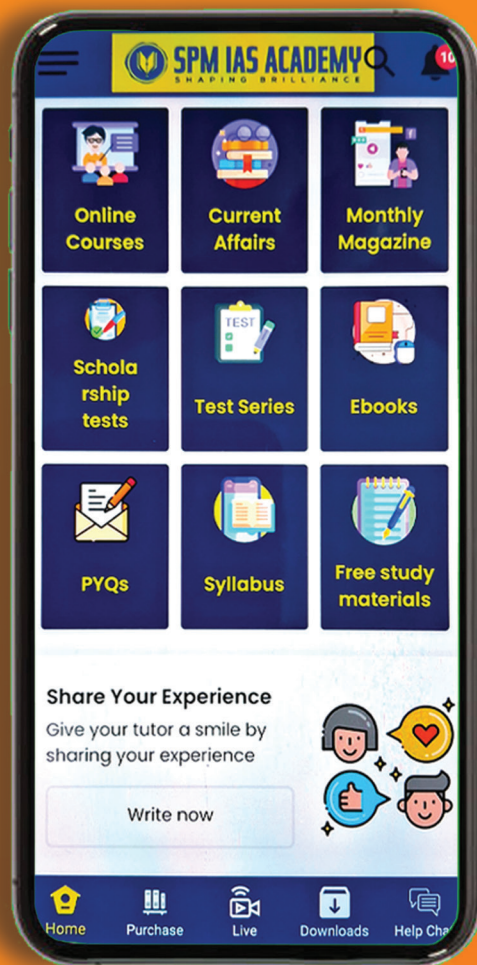 SPM IAS ACADEMY
SHAPING BRILLIANCE
10
Online
Courses
Current
Affairs
Monthly
Magazine
Schola
rship
tests
TEST
Test Series
Ebooks
PYQs
Syllabus
Free study
materials
Share Your Experience
Give your tutor a smile by
sharing your experience
Write now
Home
Purchase
Live
Downloads
Help Cha